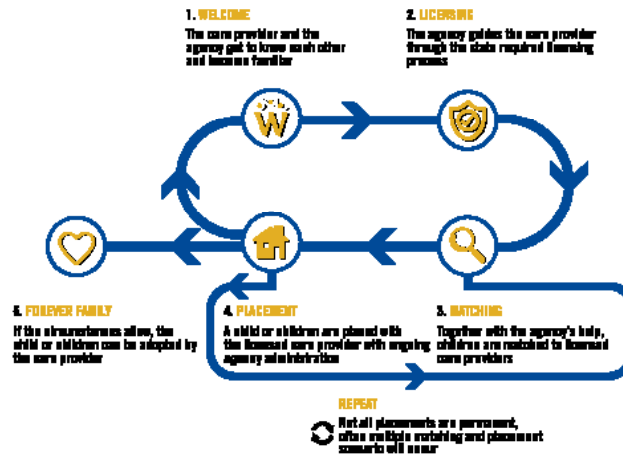 1. WELCOME
The care provider and the
agency get to know each other
and become familiar
2. LICENSING
The agency guides the care provider
through the state required licensing
process
W
5. FOREVER FAMILY
If the circumstances allow, the
child or children can be adopted by
the care provider
4. PLACEMENT
A child or children are placed with
the licensed care provider with ongoing
agency administration
3. MATCHING
Together with the agency's help,
children are matched to licensed
care providers
REPEAT
Not all placements are permanent,
often multiple matching and placement
scenario will occur